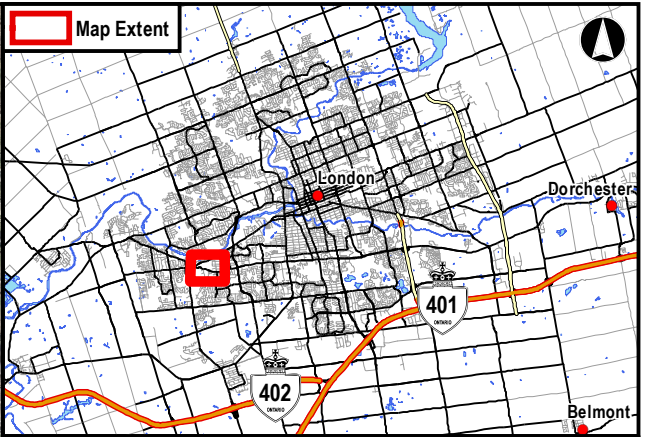 Map Extent
London
Dorchester
401
ONTARIO
402
ONTARIO
Belmont